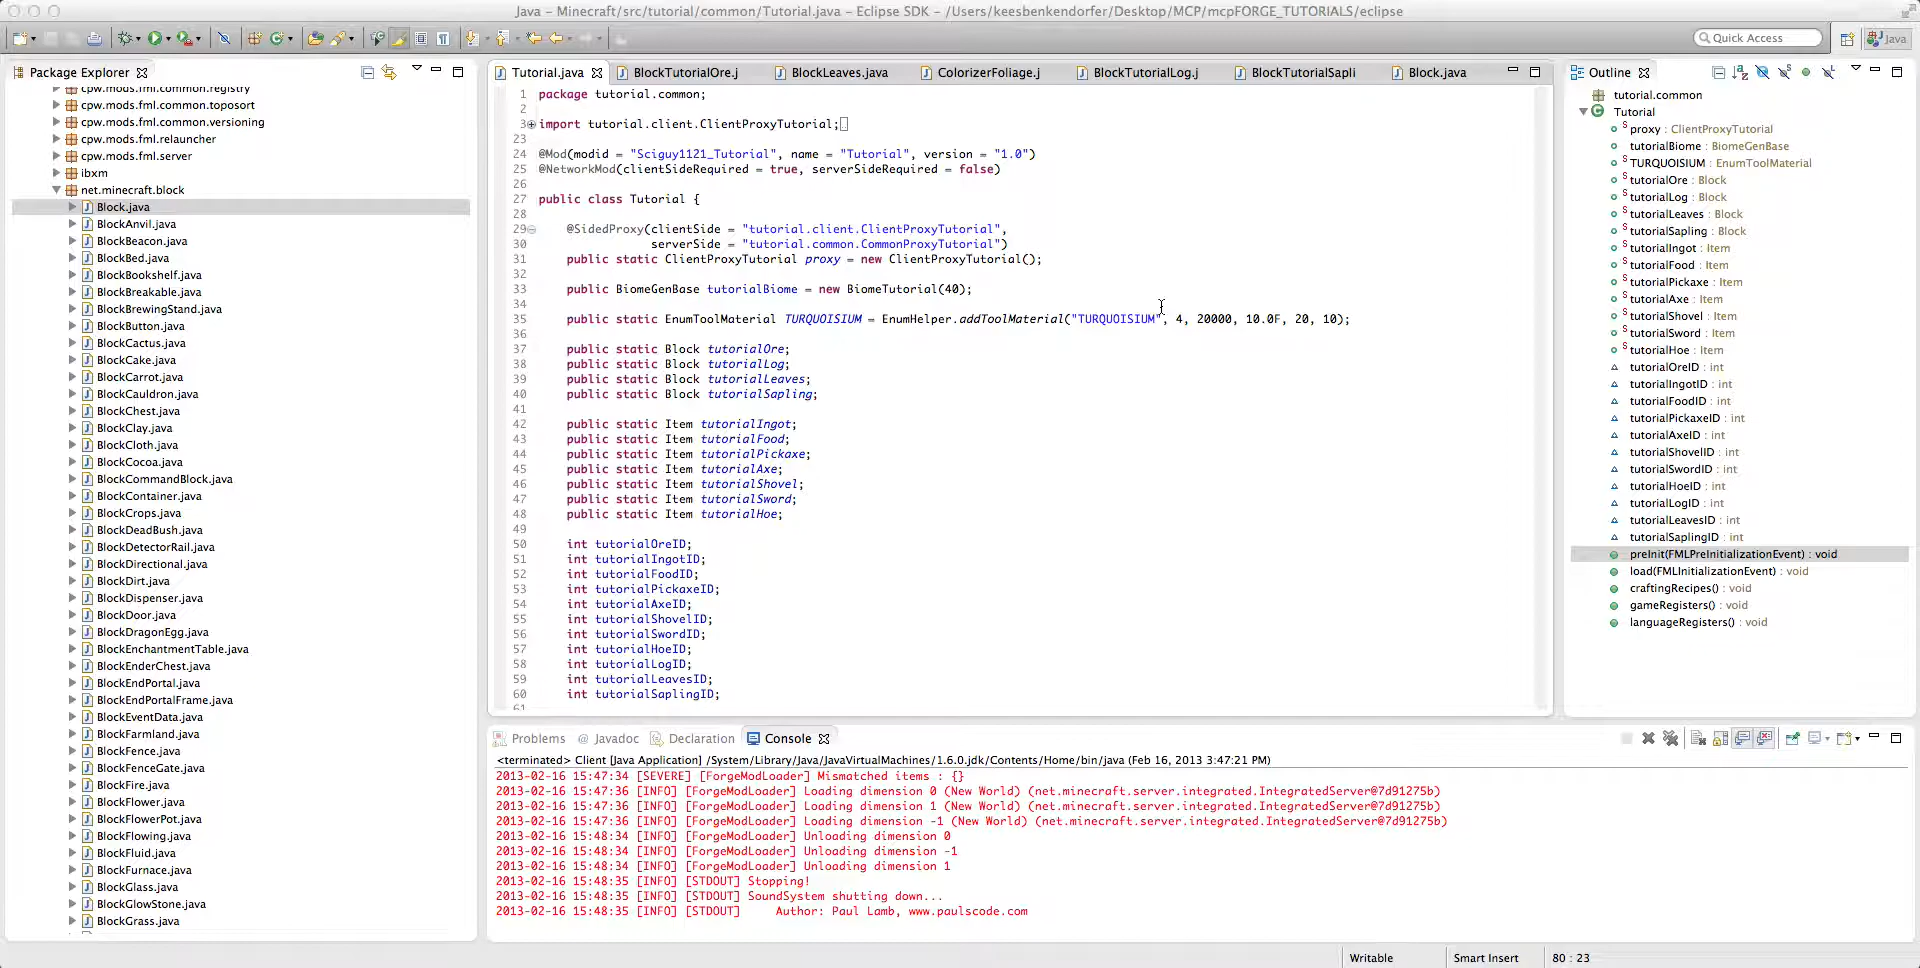 Java – Minecraft/src/tutorial/common/Tutorial.java – Eclipse SDK – /Users/keesbenkendorfer/Desktop/MCP/mcpFORGE_TUTORIALS/eclipse
Quick Access
Java
Package Explorer
cpw.mods.fml.common.registry
cpw.mods.fml.common.toposort
cpw.mods.fml.common.versioning
cpw.mods.fml.relauncher
cpw.mods.fml.server
ibxm
net.minecraft.block
Block.java
BlockAnvil.java
BlockBeacon.java
BlockBed.java
BlockBookshelf.java
BlockBreakable.java
BlockBrewingStand.java
BlockButton.java
BlockCactus.java
BlockCake.java
BlockCarrot.java
BlockCauldron.java
BlockChest.java
BlockClay.java
BlockCloth.java
BlockCocoa.java
BlockCommandBlock.java
BlockContainer.java
BlockCrops.java
BlockDeadBush.java
BlockDetectorRail.java
BlockDirectional.java
BlockDirt.java
BlockDispenser.java
BlockDoor.java
BlockDragonEgg.java
BlockEnchantmentTable.java
BlockEnderChest.java
BlockEndPortal.java
BlockEndPortalFrame.java
BlockEventData.java
BlockFarmland.java
BlockFence.java
BlockFenceGate.java
BlockFire.java
BlockFlower.java
BlockFlowerPot.java
BlockFlowing.java
BlockFluid.java
BlockFurnace.java
BlockGlass.java
BlockGlowStone.java
BlockGrass.java
Tutorial.java BlockTutorialOre.j BlockLeaves.java ColorizerFoliage.j BlockTutorialLog.j BlockTutorialSapli Block.java
1 package tutorial.common;
2
3 import tutorial.client.ClientProxyTutorial;
23
24 @Mod(modid = "Sciguy1121_Tutorial", name = "Tutorial", version = "1.0")
25 @NetworkMod(clientSideRequired = true, serverSideRequired = false)
26
27 public class Tutorial {
28
29 @SidedProxy(clientSide = "tutorial.client.ClientProxyTutorial",
30 serverSide = "tutorial.common.CommonProxyTutorial")
31 public static ClientProxyTutorial proxy = new ClientProxyTutorial();
32
33 public BiomeGenBase tutorialBiome = new BiomeTutorial(40);
34
35 public static EnumToolMaterial TURQUOISIUM = EnumHelper.addToolMaterial("TURQUOISIUM", 4, 20000, 10.0F, 20, 10);
36
37 public static Block tutorialOre;
38 public static Block tutorialLog;
39 public static Block tutorialLeaves;
40 public static Block tutorialSapling;
41
42 public static Item tutorialIngot;
43 public static Item tutorialFood;
44 public static Item tutorialPickaxe;
45 public static Item tutorialAxe;
46 public static Item tutorialShovel;
47 public static Item tutorialSword;
48 public static Item tutorialHoe;
49
50 int tutorialOreID;
51 int tutorialIngotID;
52 int tutorialFoodID;
53 int tutorialPickaxeID;
54 int tutorialAxeID;
55 int tutorialShovelID;
56 int tutorialSwordID;
57 int tutorialHoeID;
58 int tutorialLogID;
59 int tutorialLeavesID;
60 int tutorialSaplingID;
61
Outline
tutorial.common
Tutorial
S proxy : ClientProxyTutorial
tutorialBiome : BiomeGenBase
S TURQUOISIUM : EnumToolMaterial
S tutorialOre : Block
S tutorialLog : Block
S tutorialLeaves : Block
S tutorialSapling : Block
S tutorialIngot : Item
S tutorialFood : Item
S tutorialPickaxe : Item
S tutorialAxe : Item
S tutorialShovel : Item
S tutorialSword : Item
S tutorialHoe : Item
tutorialOreID : int
tutorialIngotID : int
tutorialFoodID : int
tutorialPickaxeID : int
tutorialAxeID : int
tutorialShovelID : int
tutorialSwordID : int
tutorialHoeID : int
tutorialLogID : int
tutorialLeavesID : int
tutorialSaplingID : int
preInit(FMLPreInitializationEvent) : void
load(FMLInitializationEvent) : void
craftingRecipes() : void
gameRegisters() : void
languageRegisters() : void
Problems @ Javadoc Declaration Console
<terminated> Client [Java Application] /System/Library/Java/JavaVirtualMachines/1.6.0.jdk/Contents/Home/bin/java (Feb 16, 2013 3:47:21 PM)
2013-02-16 15:47:34 [SEVERE] [ForgeModLoader] Mismatched items : {}
2013-02-16 15:47:36 [INFO] [ForgeModLoader] Loading dimension 0 (New World) (net.minecraft.server.integrated.IntegratedServer@7d91275b)
2013-02-16 15:47:36 [INFO] [ForgeModLoader] Loading dimension 1 (New World) (net.minecraft.server.integrated.IntegratedServer@7d91275b)
2013-02-16 15:47:36 [INFO] [ForgeModLoader] Loading dimension -1 (New World) (net.minecraft.server.integrated.IntegratedServer@7d91275b)
2013-02-16 15:48:34 [INFO] [ForgeModLoader] Unloading dimension 0
2013-02-16 15:48:34 [INFO] [ForgeModLoader] Unloading dimension -1
2013-02-16 15:48:34 [INFO] [ForgeModLoader] Unloading dimension 1
2013-02-16 15:48:35 [INFO] [STDOUT] Stopping!
2013-02-16 15:48:35 [INFO] [STDOUT] SoundSystem shutting down...
2013-02-16 15:48:35 [INFO] [STDOUT] Author: Paul Lamb, www.paulscode.com
Writable Smart Insert 80 : 23